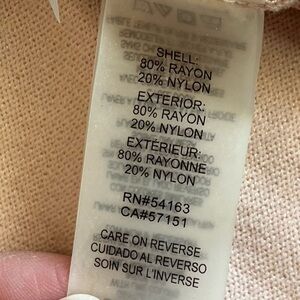 SHELL:
80% RAYON
20% NYLON
EXTERIOR:
80% RAYON
20% NYLON
EXTÉRIEUR:
80% RAYONNE
20% NYLON
RN#54163
CA#57151
CARE ON REVERSE
CUIDADO AL REVERSO
SOIN SUR L'INVERSE